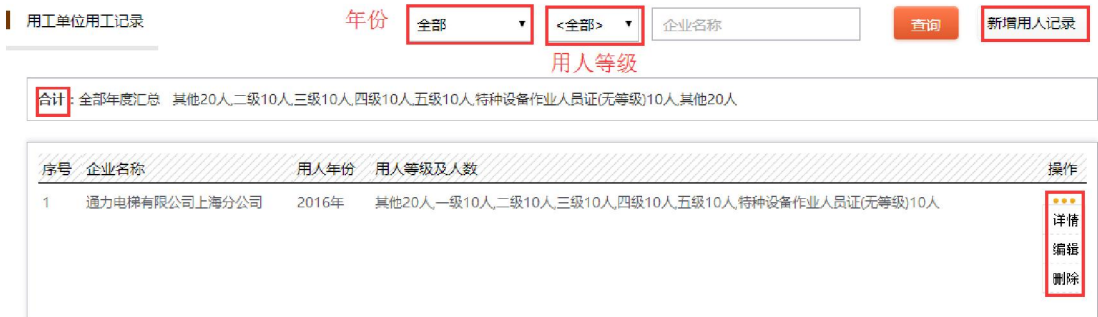 用工单位用工记录 年份 全部 <全部> 企业名称 查询 新增用人记录
用人等级
合计：全部年度汇总 其他20人,二级10人,三级10人,四级10人,五级10人,特种设备作业人员证(无等级)10人,其他20人
序号 企业名称 用人年份 用人等级及人数 操作
1 通力电梯有限公司上海分公司 2016年 其他20人,一级10人,二级10人,三级10人,四级10人,五级10人,特种设备作业人员证(无等级)10人
详情
编辑
删除